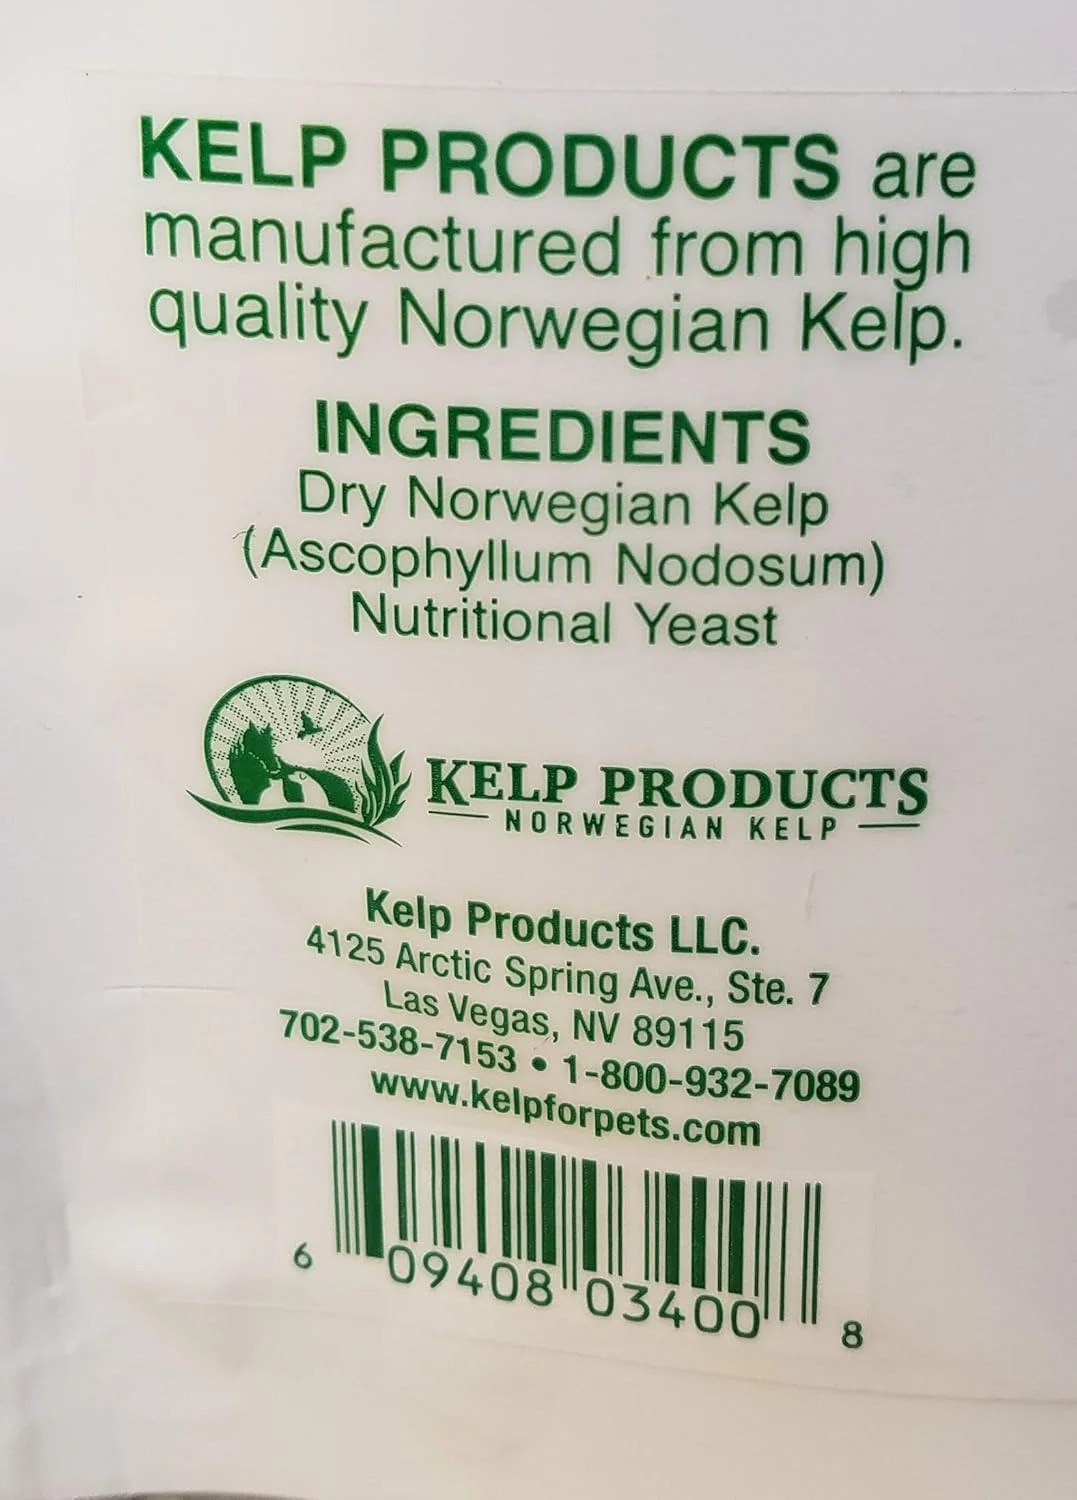 KELP PRODUCTS are
manufactured from high
quality Norwegian Kelp.
INGREDIENTS
Dry Norwegian Kelp
(Ascophyllum Nodosum)
Nutritional Yeast
KELP PRODUCTS
NORWEGIAN KELP
Kelp Products LLC.
4125 Arctic Spring Ave., Ste. 7
Las Vegas, NV 89115
702-538-7153 • 1-800-932-7089
www.kelpforpets.com
6 09408 03400 8